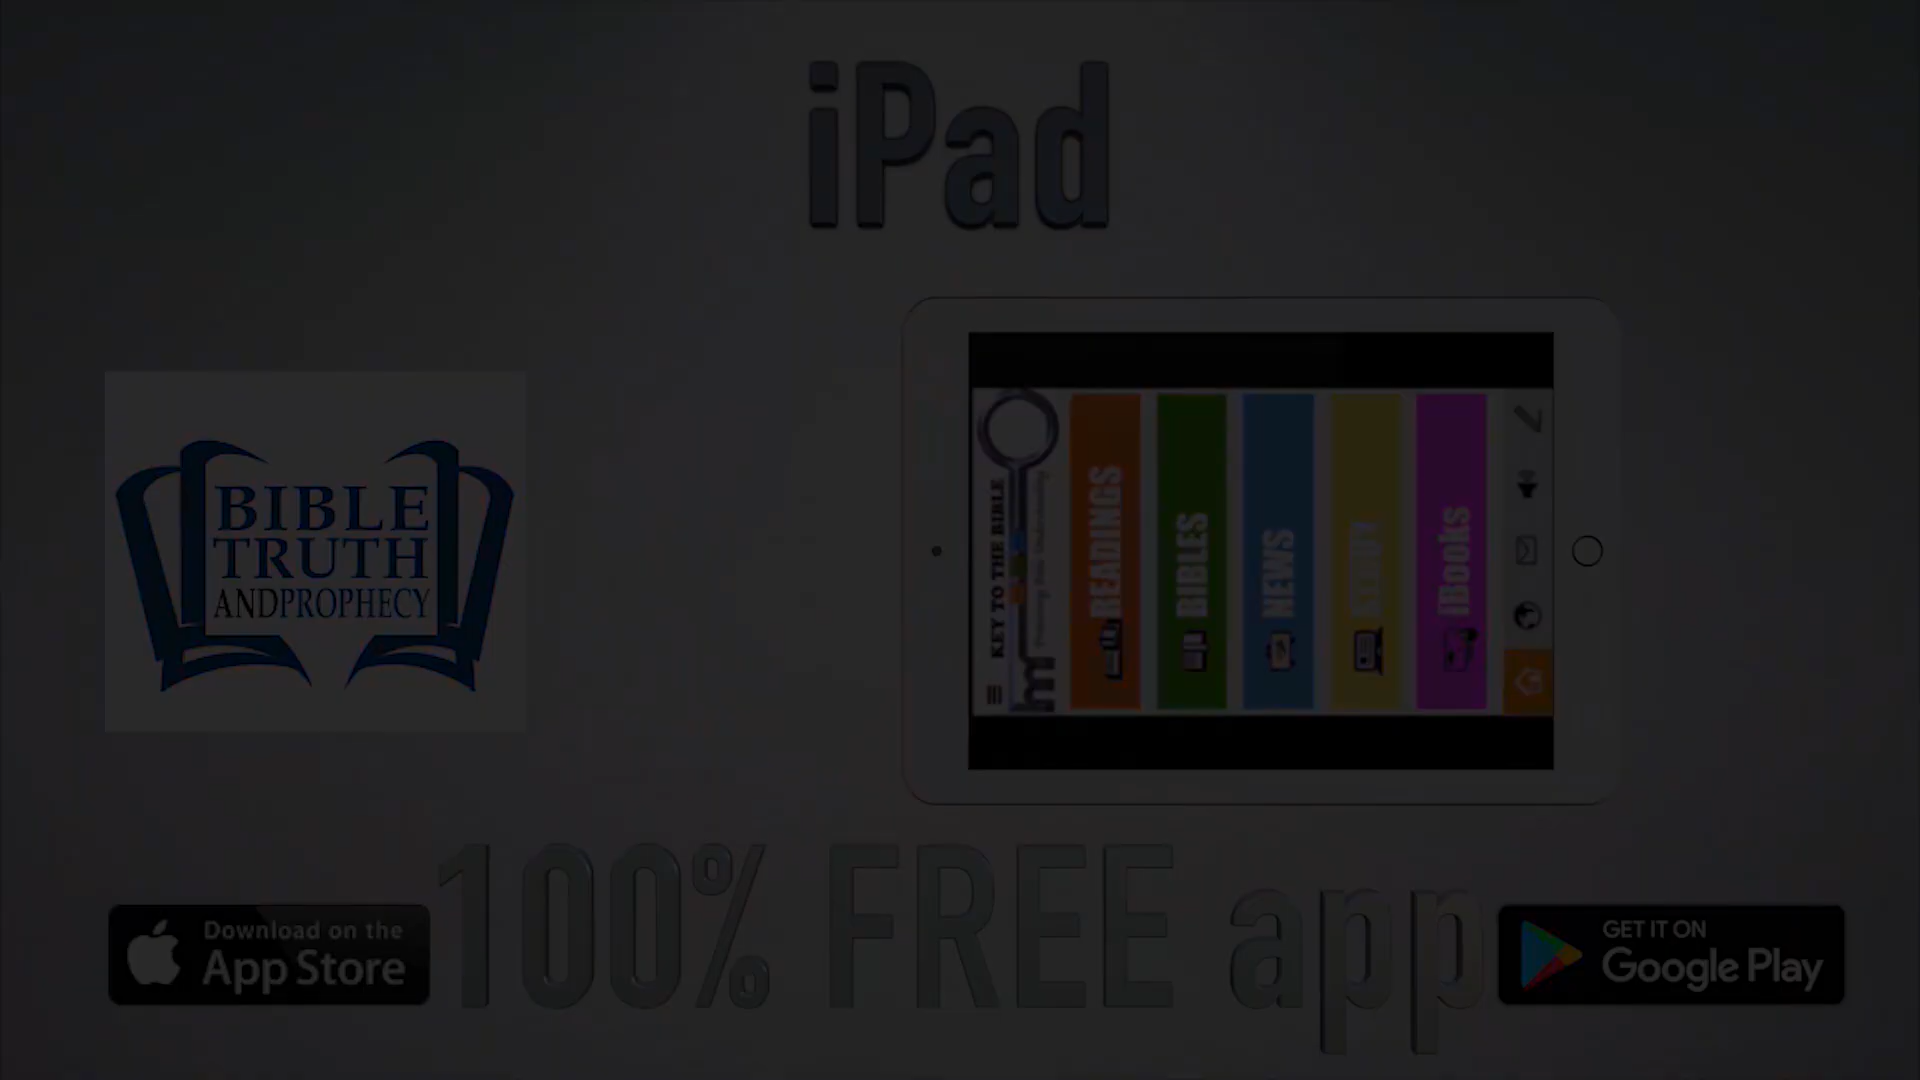 iPad
BIBLE
TRUTH
ANDPROPHECY
KEY TO THE BIBLE
READINGS
BIBLES
NEWS
STUDY
iBooks
100% FREE app
Download on the
App Store
GET IT ON
Google Play